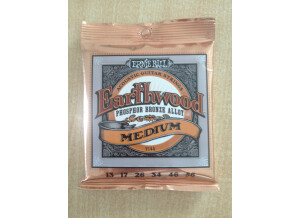 ERNIE BALL
ACOUSTIC GUITAR STRINGS
Earthwood
PHOSPHOR BRONZE ALLOY
MEDIUM
13 17 26 34 46 56